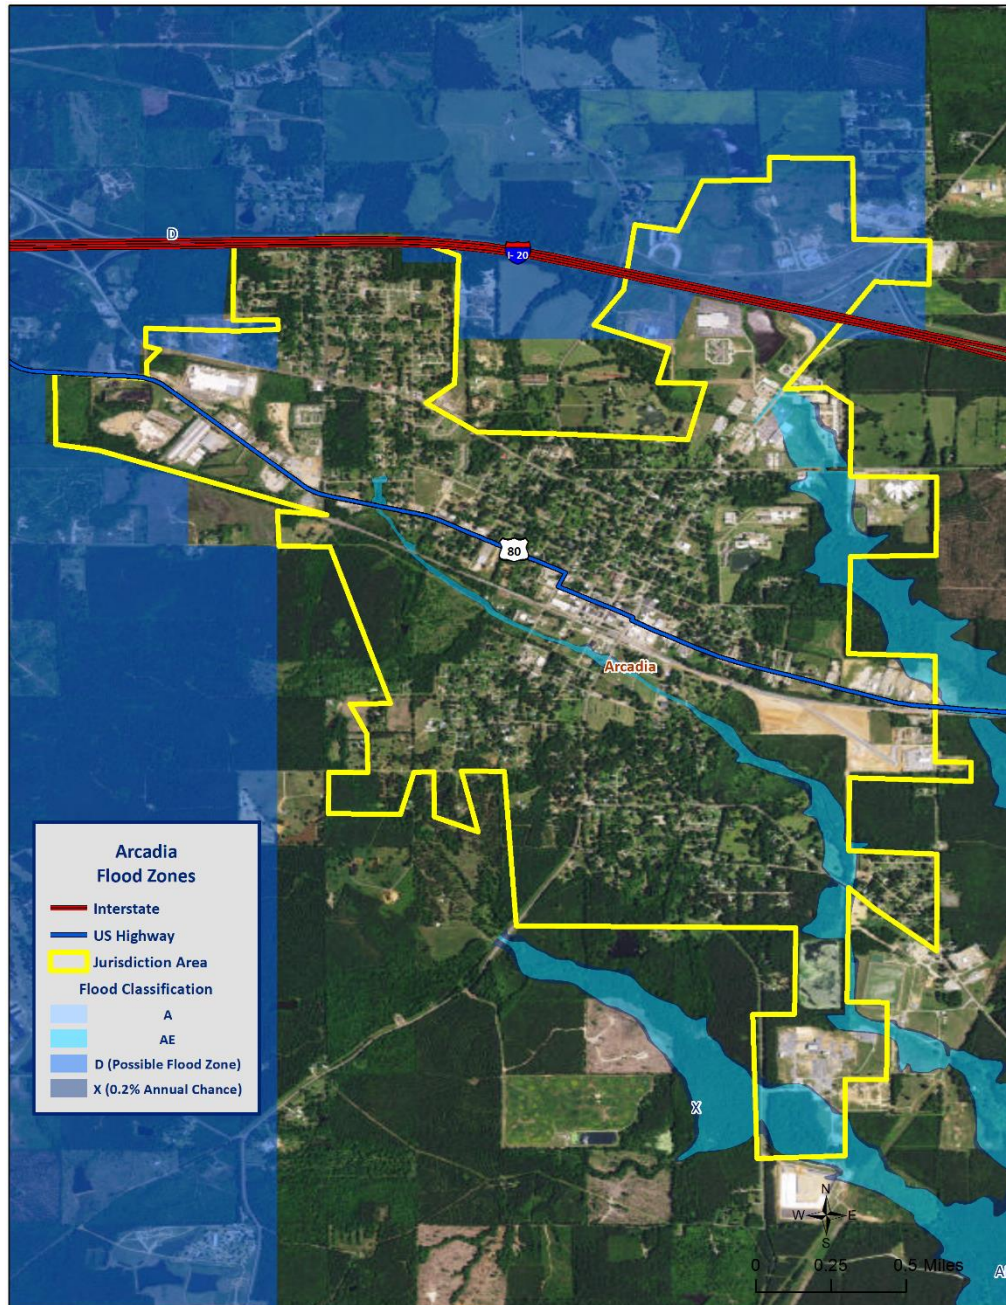 D
I- 20
80
Arcadia
Arcadia
Flood Zones
Interstate
US Highway
Jurisdiction Area
Flood Classification
A
AE
D (Possible Flood Zone)
X (0.2% Annual Chance)
X
N
W E
S
0 0.25 0.5 Miles
A